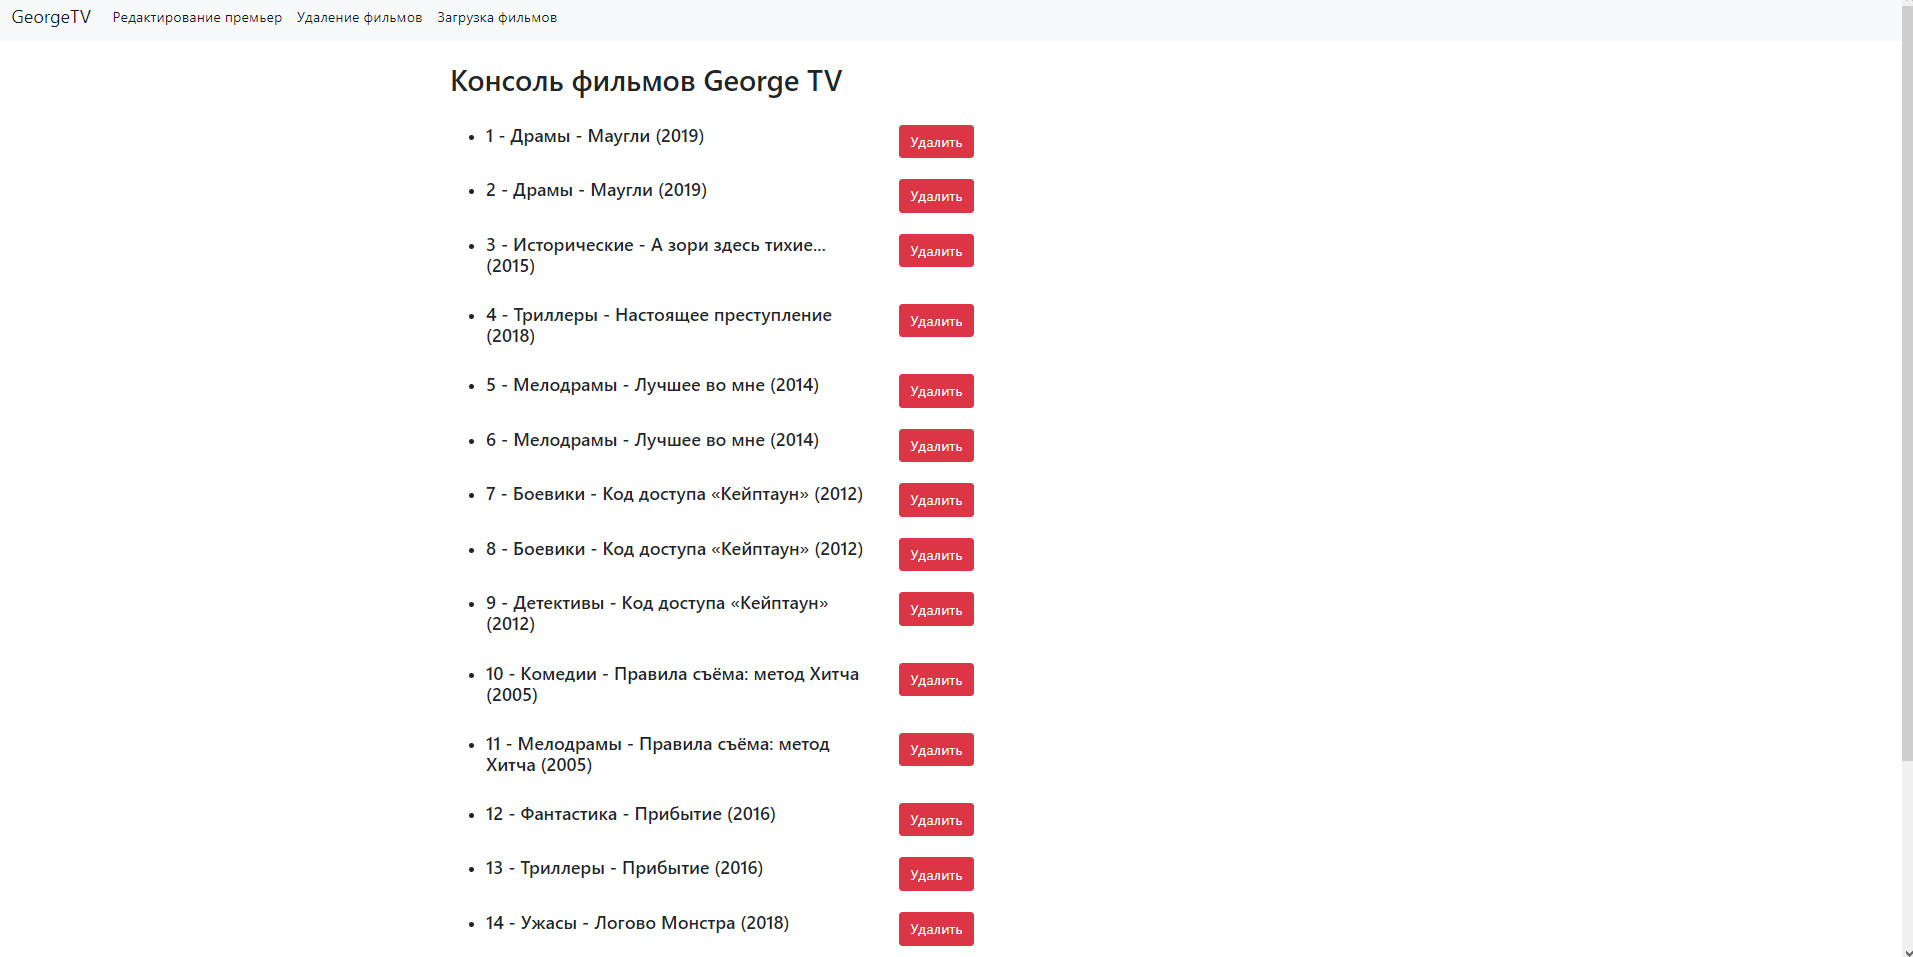 GeorgeTV Редактирование премьер Удаление фильмов Загрузка фильмов
Консоль фильмов George TV
1 - Драмы - Маугли (2019) Удалить
2 - Драмы - Маугли (2019) Удалить
3 - Исторические - А зори здесь тихие... Удалить
(2015)
4 - Триллеры - Настоящее преступление Удалить
(2018)
5 - Мелодрамы - Лучшее во мне (2014) Удалить
6 - Мелодрамы - Лучшее во мне (2014) Удалить
7 - Боевики - Код доступа «Кейптаун» (2012) Удалить
8 - Боевики - Код доступа «Кейптаун» (2012) Удалить
9 - Детективы - Код доступа «Кейптаун» Удалить
(2012)
10 - Комедии - Правила съёма: метод Хитча Удалить
(2005)
11 - Мелодрамы - Правила съёма: метод Удалить
Хитча (2005)
12 - Фантастика - Прибытие (2016) Удалить
13 - Триллеры - Прибытие (2016) Удалить
14 - Ужасы - Логово Монстра (2018) Удалить